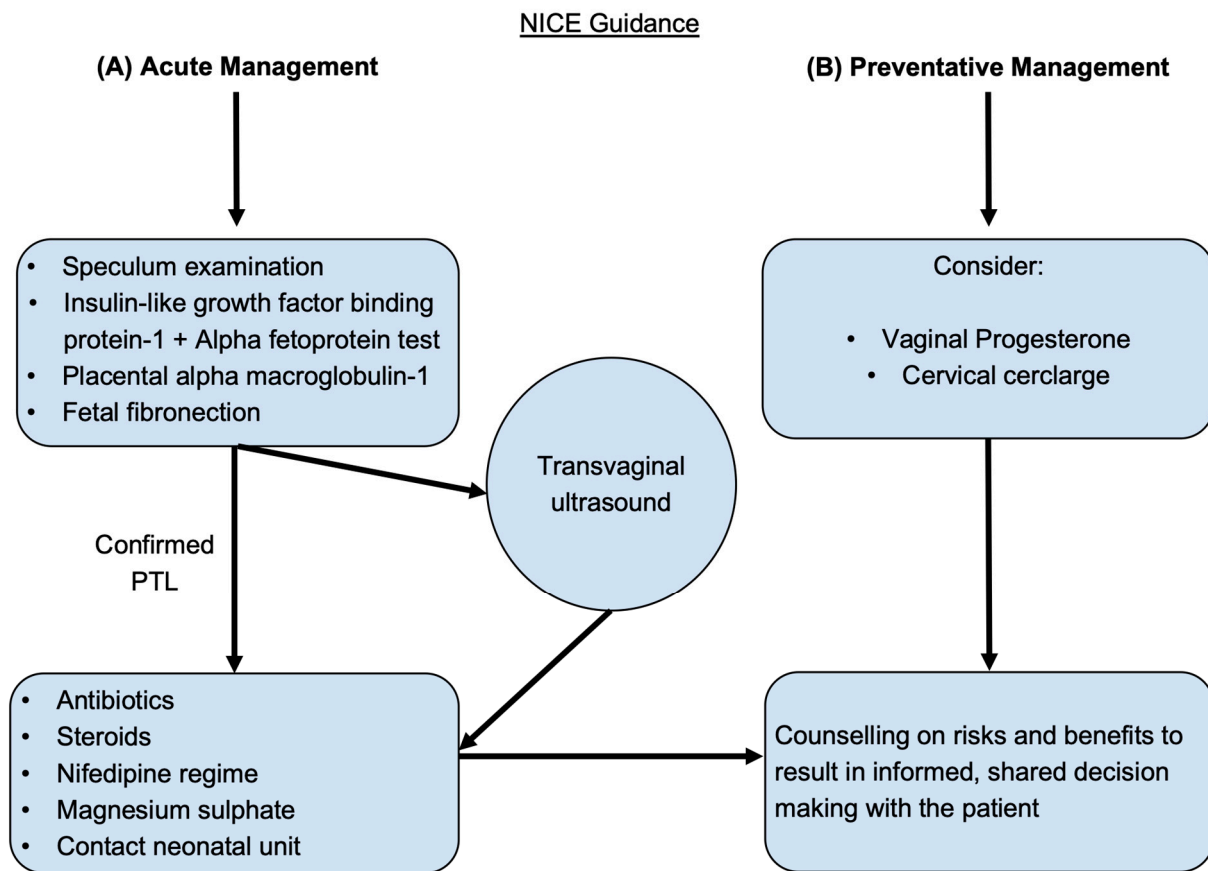 NICE Guidance
(A) Acute Management
(B) Preventative Management
• Speculum examination
• Insulin-like growth factor binding
protein-1 + Alpha fetoprotein test
• Placental alpha macroglobulin-1
• Fetal fibronection
Consider:
• Vaginal Progesterone
• Cervical cerclarge
Transvaginal
ultrasound
Confirmed
PTL
• Antibiotics
• Steroids
• Nifedipine regime
• Magnesium sulphate
• Contact neonatal unit
Counselling on risks and benefits to
result in informed, shared decision
making with the patient